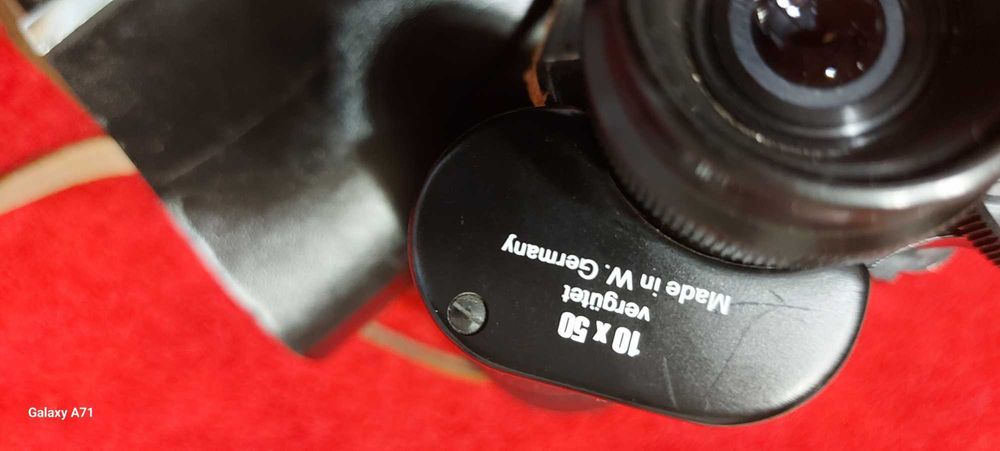 10 x 50
vergütet
Made in W. Germany
Galaxy A71